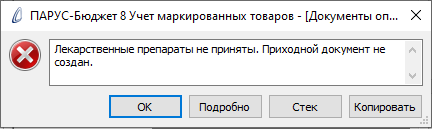 ПАРУС-Бюджет 8 Учет маркированных товаров - [Документы оп...
Лекарственные препараты не приняты. Приходной документ не
создан.
ОК Подробно Стек Копировать